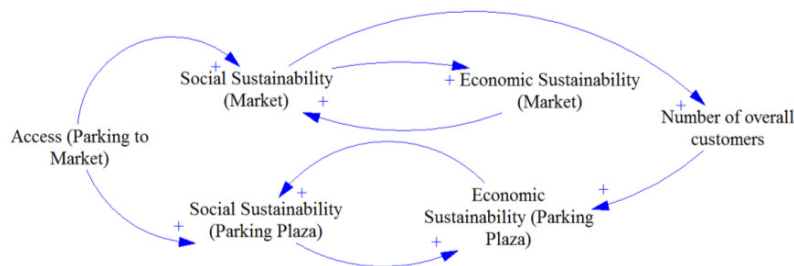 Social Sustainability
(Market)
Economic Sustainability
(Market)
Number of overall
customers
Access (Parking to
Market)
Social Sustainability
(Parking Plaza)
Economic
Sustainability (Parking
Plaza)
+
+
+
+
+
+
+
+